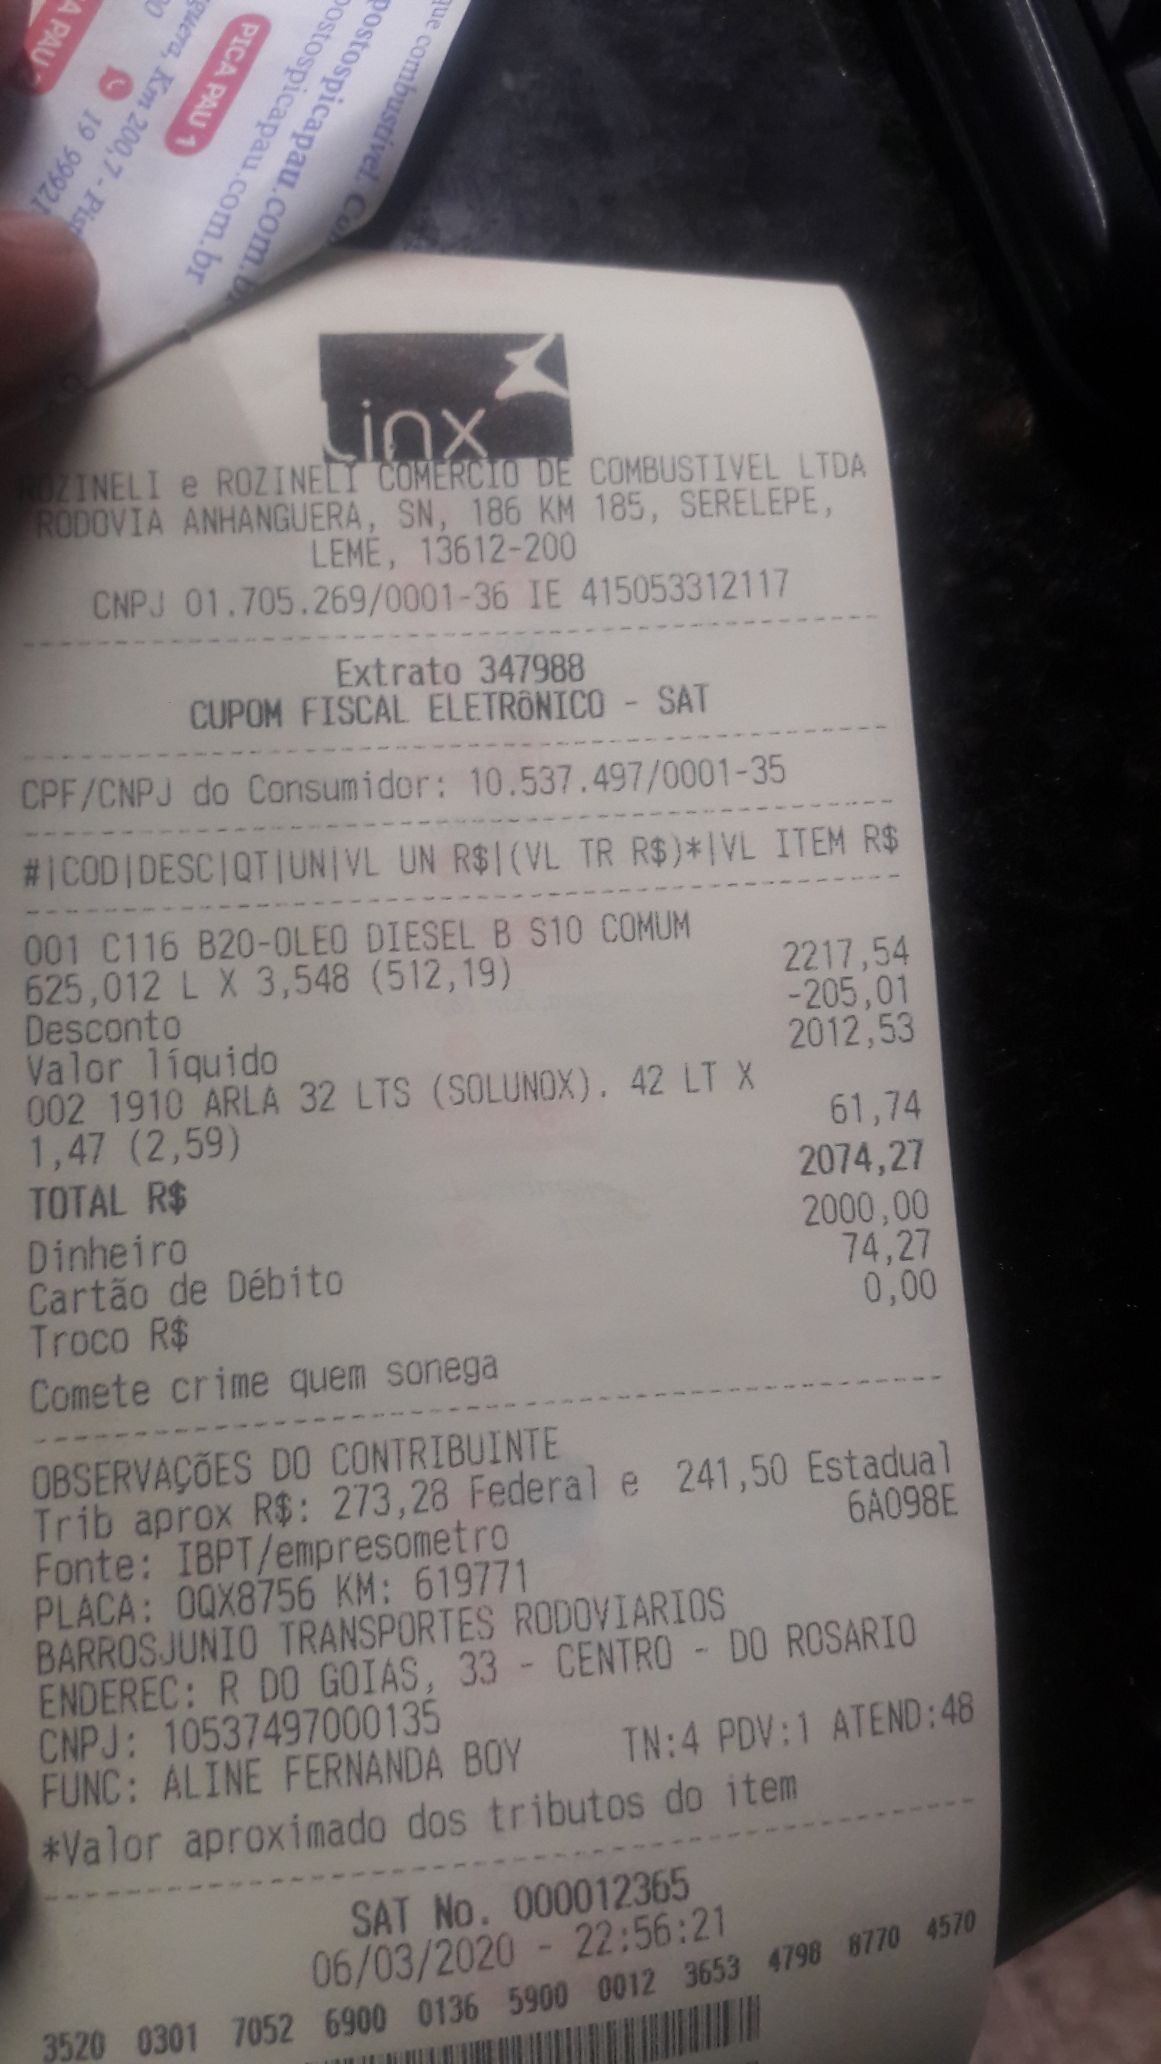 PICA PAU 1
que combustível.
postospicapau.com.b
postospicapau.com.br
guera, Km 200,7 - Pis
19 9992
linx
ROZINELI e ROZINELI COMERCIO DE COMBUSTIVEL LTDA
RODOVIA ANHANGUERA, SN, 186 KM 185, SERELEPE,
LEME, 13612-200
CNPJ 01.705.269/0001-36 IE 415053312117
Extrato 347988
CUPOM FISCAL ELETRôNICO - SAT
CPF/CNPJ do Consumidor: 10.537.497/0001-35
#|COD|DESC|QT|UN|VL UN R$|(VL TR R$)*|VL ITEM R$
001 C116 B20-OLEO DIESEL B S10 COMUM
625,012 L X 3,548 (512,19) 2217,54
Desconto -205,01
Valor líquido 2012,53
002 1910 ARLA 32 LTS (SOLUNOX). 42 LT X
1,47 (2,59) 61,74
TOTAL R$ 2074,27
Dinheiro 2000,00
Cartão de Débito 74,27
Troco R$ 0,00
Comete crime quem sonega
OBSERVAÇõES DO CONTRIBUINTE
Trib aprox R$: 273,28 Federal e 241,50 Estadual
Fonte: IBPT/empresometro 6A098E
PLACA: OQX8756 KM: 619771
BARROSJUNIO TRANSPORTES RODOVIARIOS
ENDEREC: R DO GOIAS, 33 - CENTRO - DO ROSARIO
CNPJ: 10537497000135
FUNC: ALINE FERNANDA BOY TN:4 PDV:1 ATEND:48
*Valor aproximado dos tributos do item
SAT No. 000012365
06/03/2020 - 22:56:21
3520 0301 7052 6900 0136 5900 0012 3653 4798 8770 4570